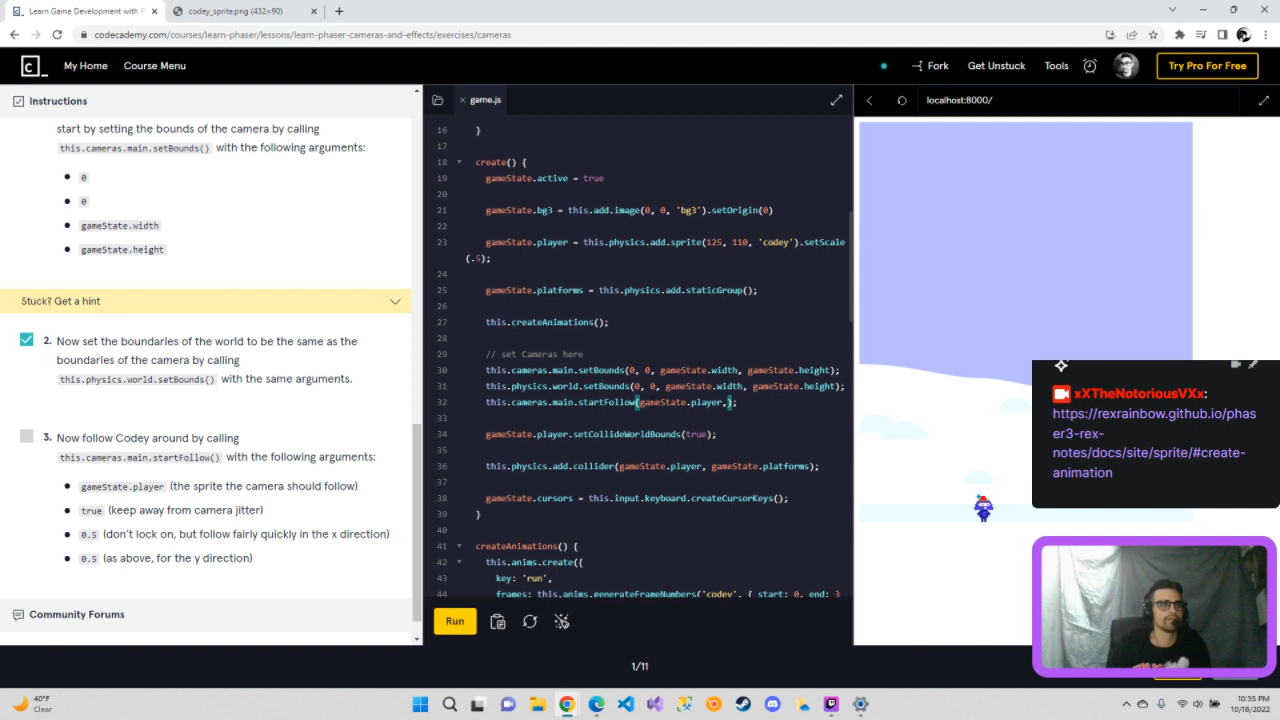 Learn Game Development with P
codey_sprite.png (432×90)
codecademy.com/courses/learn-phaser/lessons/learn-phaser-cameras-and-effects/exercises/cameras
My Home
Course Menu
Fork
Get Unstuck
Tools
Try Pro For Free
Instructions
start by setting the bounds of the camera by calling
this.cameras.main.setBounds() with the following arguments:
0
0
gameState.width
gameState.height
Stuck? Get a hint
2. Now set the boundaries of the world to be the same as the
boundaries of the camera by calling
this.physics.world.setBounds() with the same arguments.
3. Now follow Codey around by calling
this.cameras.main.startFollow() with the following arguments:
gameState.player (the sprite the camera should follow)
true (keep away from camera jitter)
0.5 (don't lock on, but follow fairly quickly in the x direction)
0.5 (as above, for the y direction)
Community Forums
game.js
16 }
17
18 create() {
19 gameState.active = true
20
21 gameState.bg3 = this.add.image(0, 0, 'bg3').setOrigin(0)
22
23 gameState.player = this.physics.add.sprite(125, 110, 'codey').setScale
(.5);
24
25 gameState.platforms = this.physics.add.staticGroup();
26
27 this.createAnimations();
28
29 // set Cameras here
30 this.cameras.main.setBounds(0, 0, gameState.width, gameState.height);
31 this.physics.world.setBounds(0, 0, gameState.width, gameState.height);
32 this.cameras.main.startFollow(gameState.player,);
33
34 gameState.player.setCollideWorldBounds(true);
35
36 this.physics.add.collider(gameState.player, gameState.platforms);
37
38 gameState.cursors = this.input.keyboard.createCursorKeys();
39 }
40
41 createAnimations() {
42 this.anims.create({
43 key: 'run',
44 frames: this.anims.generateFrameNumbers('codey', { start: 0, end: 3
Run
1/11
localhost:8000/
xXTheNotoriousVXx:
https://rexrainbow.github.io/phas
er3-rex-
notes/docs/site/sprite/#create-
animation
40°F
Clear
10:35 PM
10/18/2022